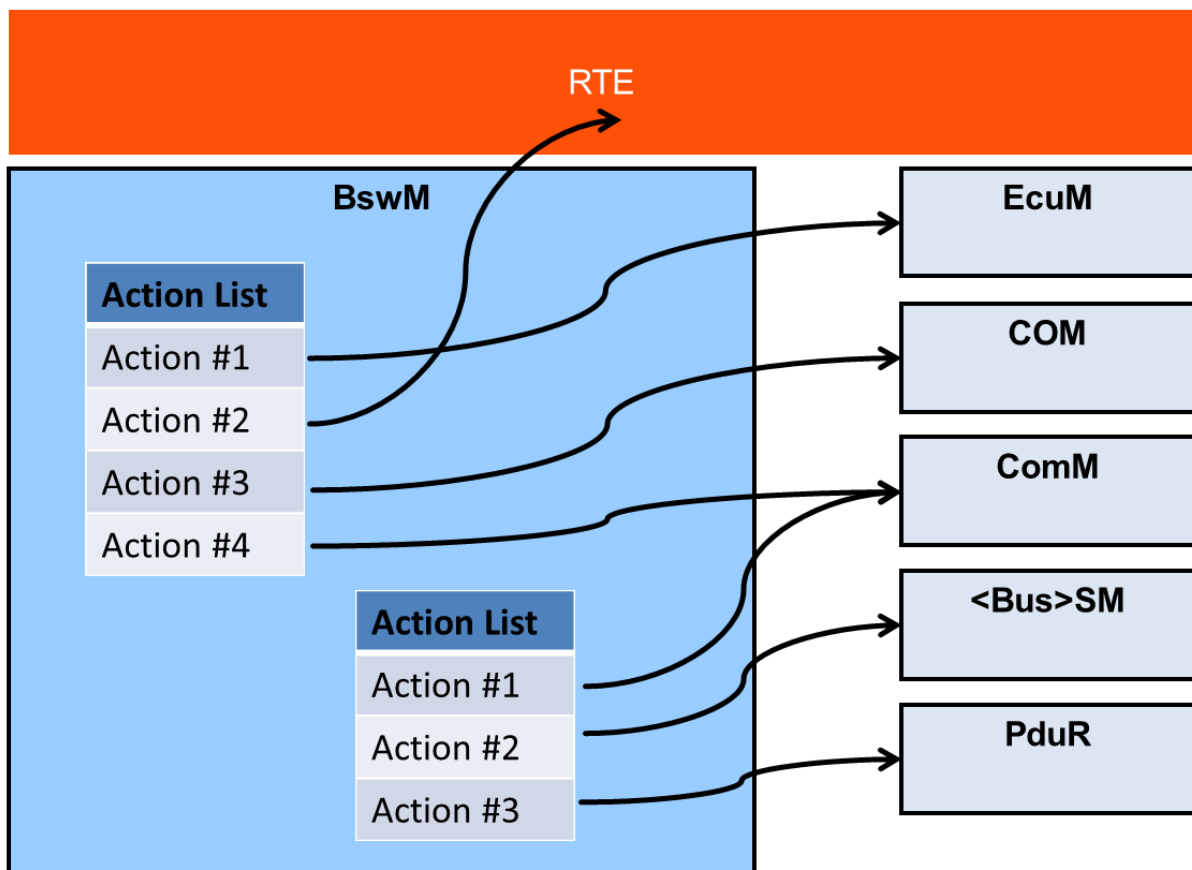 RTE
BswM
Action List
Action #1
Action #2
Action #3
Action #4
Action List
Action #1
Action #2
Action #3
EcuM
COM
ComM
<Bus>SM
PduR